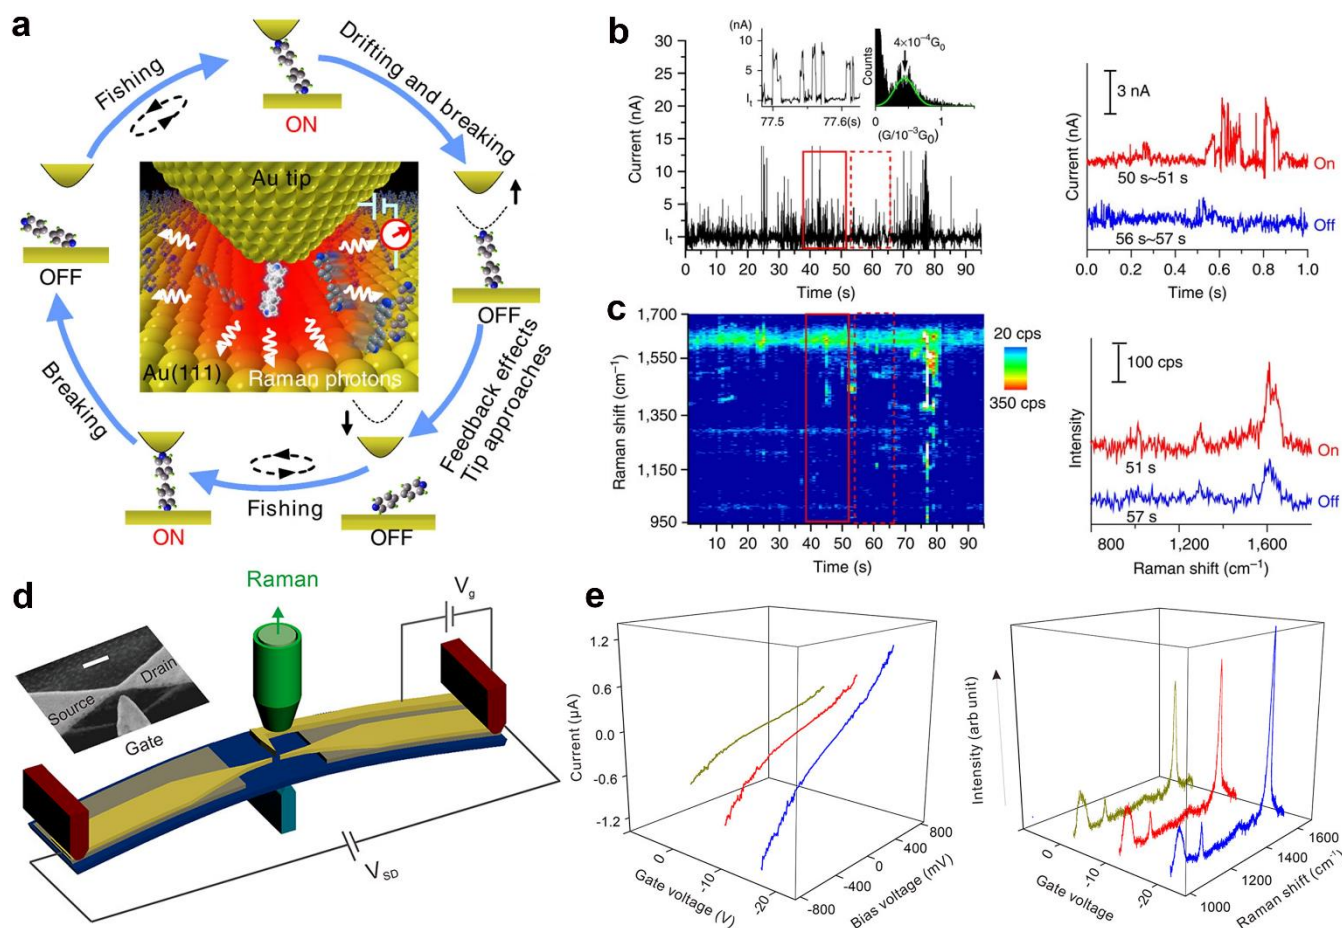 a
Fishing
ON
Drifting and breaking
OFF
Feedback effects
Tip approaches
OFF
Fishing
ON
Breaking
OFF
Au tip
Au(111)
Raman photons
b
Current (nA)
30
25
20
15
10
5
It
0 10 20 30 40 50 60 70 80 90
Time (s)
(nA)
10
5
It
77.5 77.6(s)
Counts
4×10⁻⁴G₀
0 1
(G/10⁻³G₀)
Current (nA)
3 nA
On
50 s~51 s
Off
56 s~57 s
0.0 0.2 0.4 0.6 0.8 1.0
Time (s)
c
Raman shift (cm⁻¹)
1,700
1,550
1,350
1,150
950
10 20 30 40 50 60 70 80 90
Time (s)
20 cps
350 cps
Intensity
100 cps
On
51 s
Off
57 s
800 1,200 1,600
Raman shift (cm⁻¹)
d
Raman
Vg
Source
Drain
Gate
VSD
e
Current (μA)
1.2
0.6
0.0
-0.6
-1.2
0
-10
-20
Gate voltage (V)
-800
-400
0
400
800
Bias voltage (mV)
Intensity (arb unit)
0
-10
-20
Gate voltage
1000
1200
1400
1600
Raman shift (cm⁻¹)